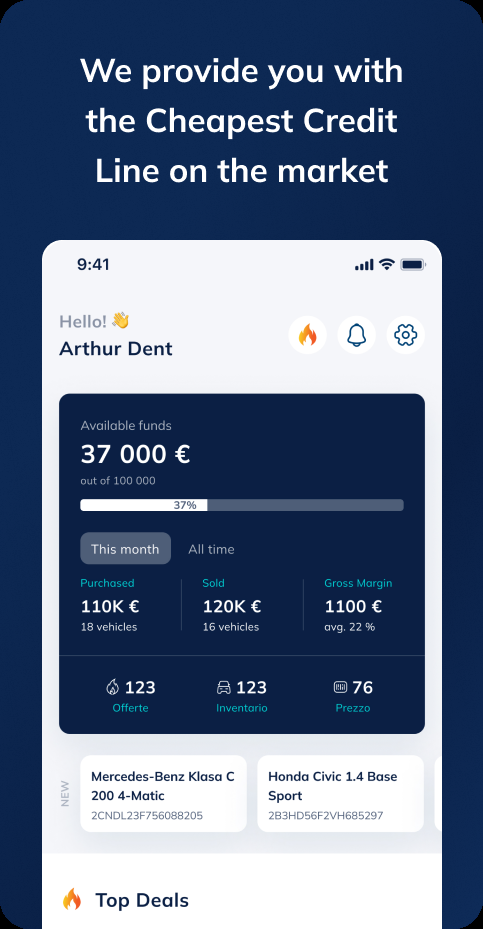 We provide you with
the Cheapest Credit
Line on the market
9:41
Hello! 👋
Arthur Dent
Available funds
37 000 €
out of 100 000
37%
This month All time
Purchased Sold Gross Margin
110K € 120K € 1100 €
18 vehicles 16 vehicles avg. 22 %
123 123 76
Offerte Inventario Prezzo
NEW
Mercedes-Benz Klasa C
200 4-Matic
2CNDL23F756088205
Honda Civic 1.4 Base
Sport
2B3HD56F2VH685297
🔥 Top Deals